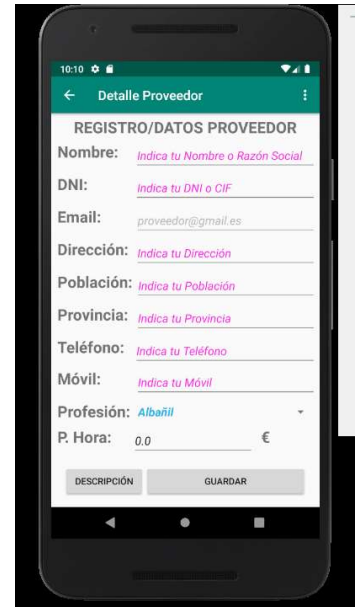 10:10
Detalle Proveedor
REGISTRO/DATOS PROVEEDOR
Nombre: Indica tu Nombre o Razón Social
DNI: Indica tu DNI o CIF
Email: proveedor@gmail.es
Dirección: Indica tu Dirección
Población: Indica tu Población
Provincia: Indica tu Provincia
Teléfono: Indica tu Teléfono
Móvil: Indica tu Móvil
Profesión: Albañil
P. Hora: 0.0 €
DESCRIPCIÓN GUARDAR